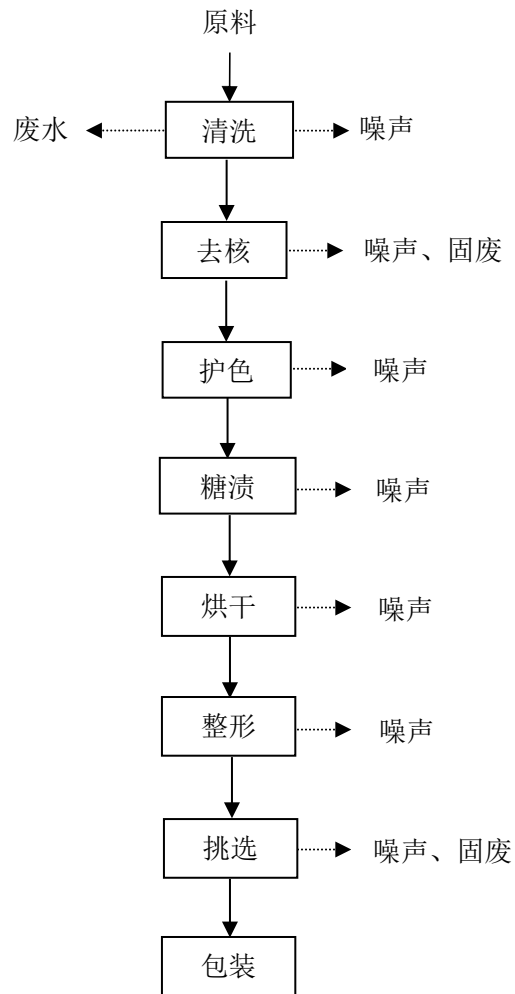 原料
废水 清洗 噪声
去核 噪声、固废
护色 噪声
糖渍 噪声
烘干 噪声
整形 噪声
挑选 噪声、固废
包装